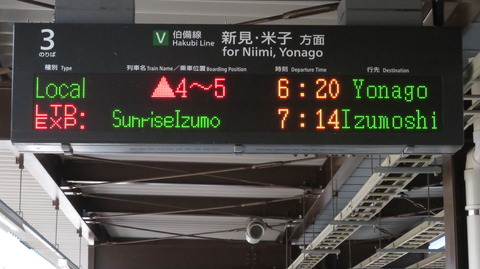 3
のりば
V 伯備線
Hakubi Line
新見・米子 方面
for Niimi, Yonago
種別 Type 列車名 Train Name／乗車位置 Boarding Position 時刻 Departure Time 行先 Destination
Local ▲4～5 6:20 Yonago
LTD. EXP. SunriseIzumo 7:14 Izumoshi